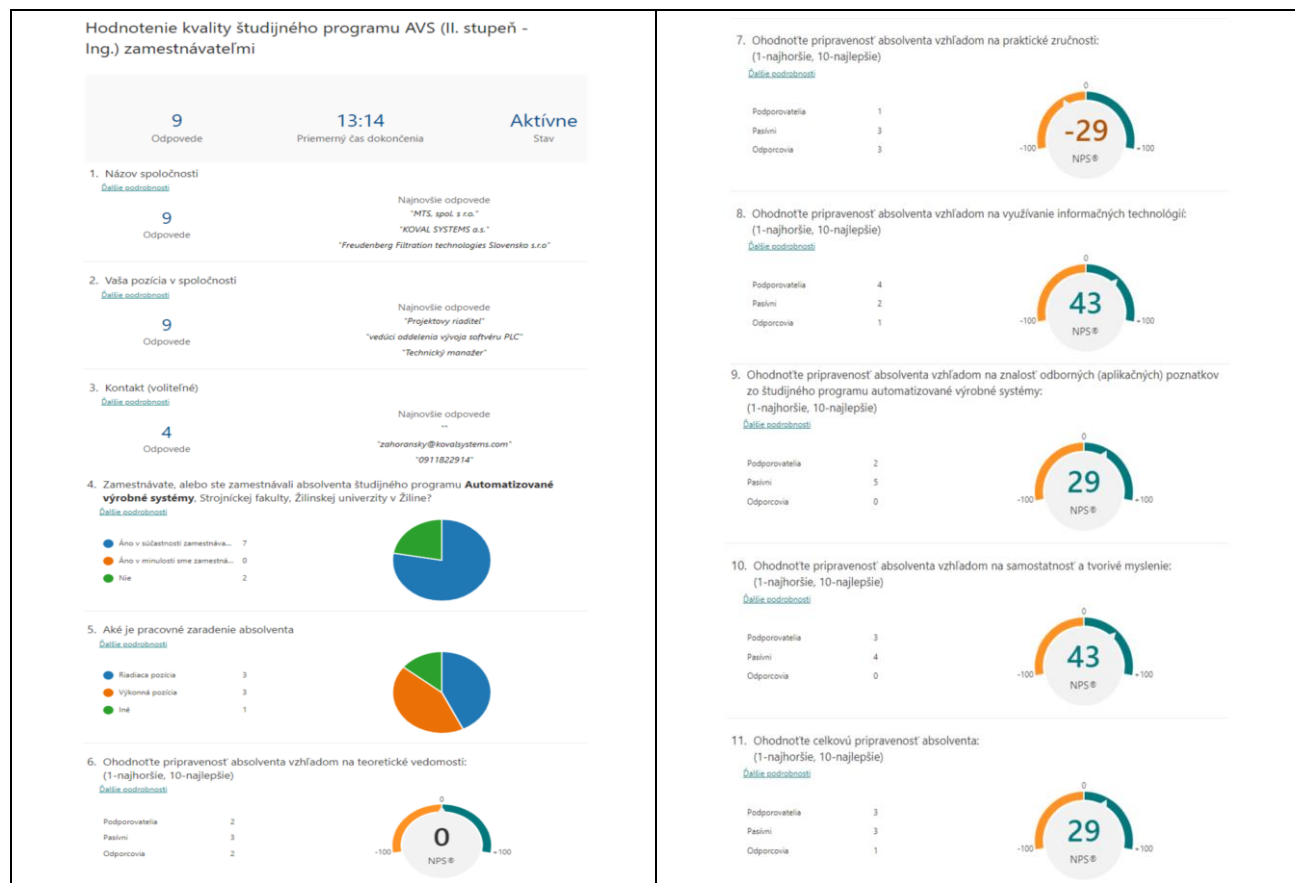 Hodnotenie kvality študijného programu AVS (II. stupeň -
Ing.) zamestnávateľmi
9
Odpovede
13:14
Priemerný čas dokončenia
Aktívne
Stav
1. Názov spoločnosti
Ďalšie podrobnosti
9
Odpovede
Najnovšie odpovede
"MTS, spol. s r.o."
"KOVAL SYSTEMS a.s."
"Freudenberg Filtration technologies Slovensko s.r.o"
2. Vaša pozícia v spoločnosti
Ďalšie podrobnosti
9
Odpovede
Najnovšie odpovede
"Projektovy riaditel"
"vedúci oddelenia vývoja softvéru PLC"
"Technický manažer"
3. Kontakt (voliteľné)
Ďalšie podrobnosti
4
Odpovede
Najnovšie odpovede
""
"zahoransky@kovalsystems.com"
"0911822914"
4. Zamestnávate, alebo ste zamestnávali absolventa študijného programu Automatizované
výrobné systémy, Strojníckej fakulty, Žilinskej univerzity v Žiline?
Ďalšie podrobnosti
Áno v súčastnosti zamestnáva... 7
Áno v minulosti sme zamestná... 0
Nie 2
5. Aké je pracovné zaradenie absolventa
Ďalšie podrobnosti
Riadiaca pozícia 3
Výkonná pozícia 3
Iné 1
6. Ohodnoťte pripravenosť absolventa vzhľadom na teoretické vedomosti:
(1-najhoršie, 10-najlepšie)
Ďalšie podrobnosti
Podporovatelia 2
Pasívni 3
Odporcovia 2
0
-100
0
+100
NPS®
7. Ohodnoťte pripravenosť absolventa vzhľadom na praktické zručnosti:
(1-najhoršie, 10-najlepšie)
Ďalšie podrobnosti
Podporovatelia 1
Pasívni 3
Odporcovia 3
0
-29
-100
+100
NPS®
8. Ohodnoťte pripravenosť absolventa vzhľadom na využívanie informačných technológií:
(1-najhoršie, 10-najlepšie)
Ďalšie podrobnosti
Podporovatelia 4
Pasívni 2
Odporcovia 1
0
43
-100
+100
NPS®
9. Ohodnoťte pripravenosť absolventa vzhľadom na znalosť odborných (aplikačných) poznatkov
zo študijného programu automatizované výrobné systémy:
(1-najhoršie, 10-najlepšie)
Ďalšie podrobnosti
Podporovatelia 2
Pasívni 5
Odporcovia 0
0
29
-100
+100
NPS®
10. Ohodnoťte pripravenosť absolventa vzhľadom na samostatnosť a tvorivé myslenie:
(1-najhoršie, 10-najlepšie)
Ďalšie podrobnosti
Podporovatelia 3
Pasívni 4
Odporcovia 0
0
43
-100
+100
NPS®
11. Ohodnoťte celkovú pripravenosť absolventa:
(1-najhoršie, 10-najlepšie)
Ďalšie podrobnosti
Podporovatelia 3
Pasívni 3
Odporcovia 1
0
29
-100
+100
NPS®